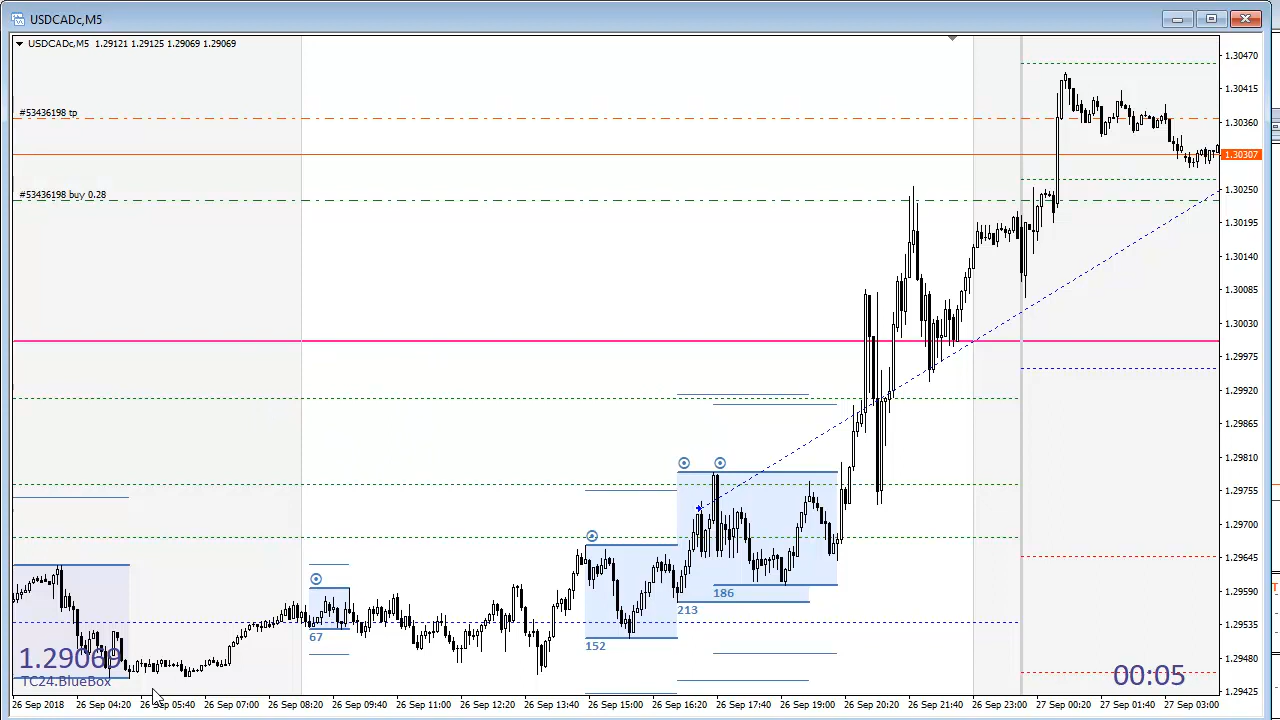 USDCADc,M5
USDCADc,M5 1.29121 1.29125 1.29069 1.29069
#53436198 tp
#53436198 buy 0.28
1.30470
1.30415
1.30360
1.30307
1.30250
1.30195
1.30140
1.30085
1.30030
1.29975
1.29920
1.29865
1.29810
1.29755
1.29700
1.29645
1.29590
1.29535
1.29480
1.29425
67
152
213
186
1.29069
TC24.BlueBox
00:05
26 Sep 2018
26 Sep 04:20
26 Sep 05:40
26 Sep 07:00
26 Sep 08:20
26 Sep 09:40
26 Sep 11:00
26 Sep 12:20
26 Sep 13:40
26 Sep 15:00
26 Sep 16:20
26 Sep 17:40
26 Sep 19:00
26 Sep 20:20
26 Sep 21:40
26 Sep 23:00
27 Sep 00:20
27 Sep 01:40
27 Sep 03:00